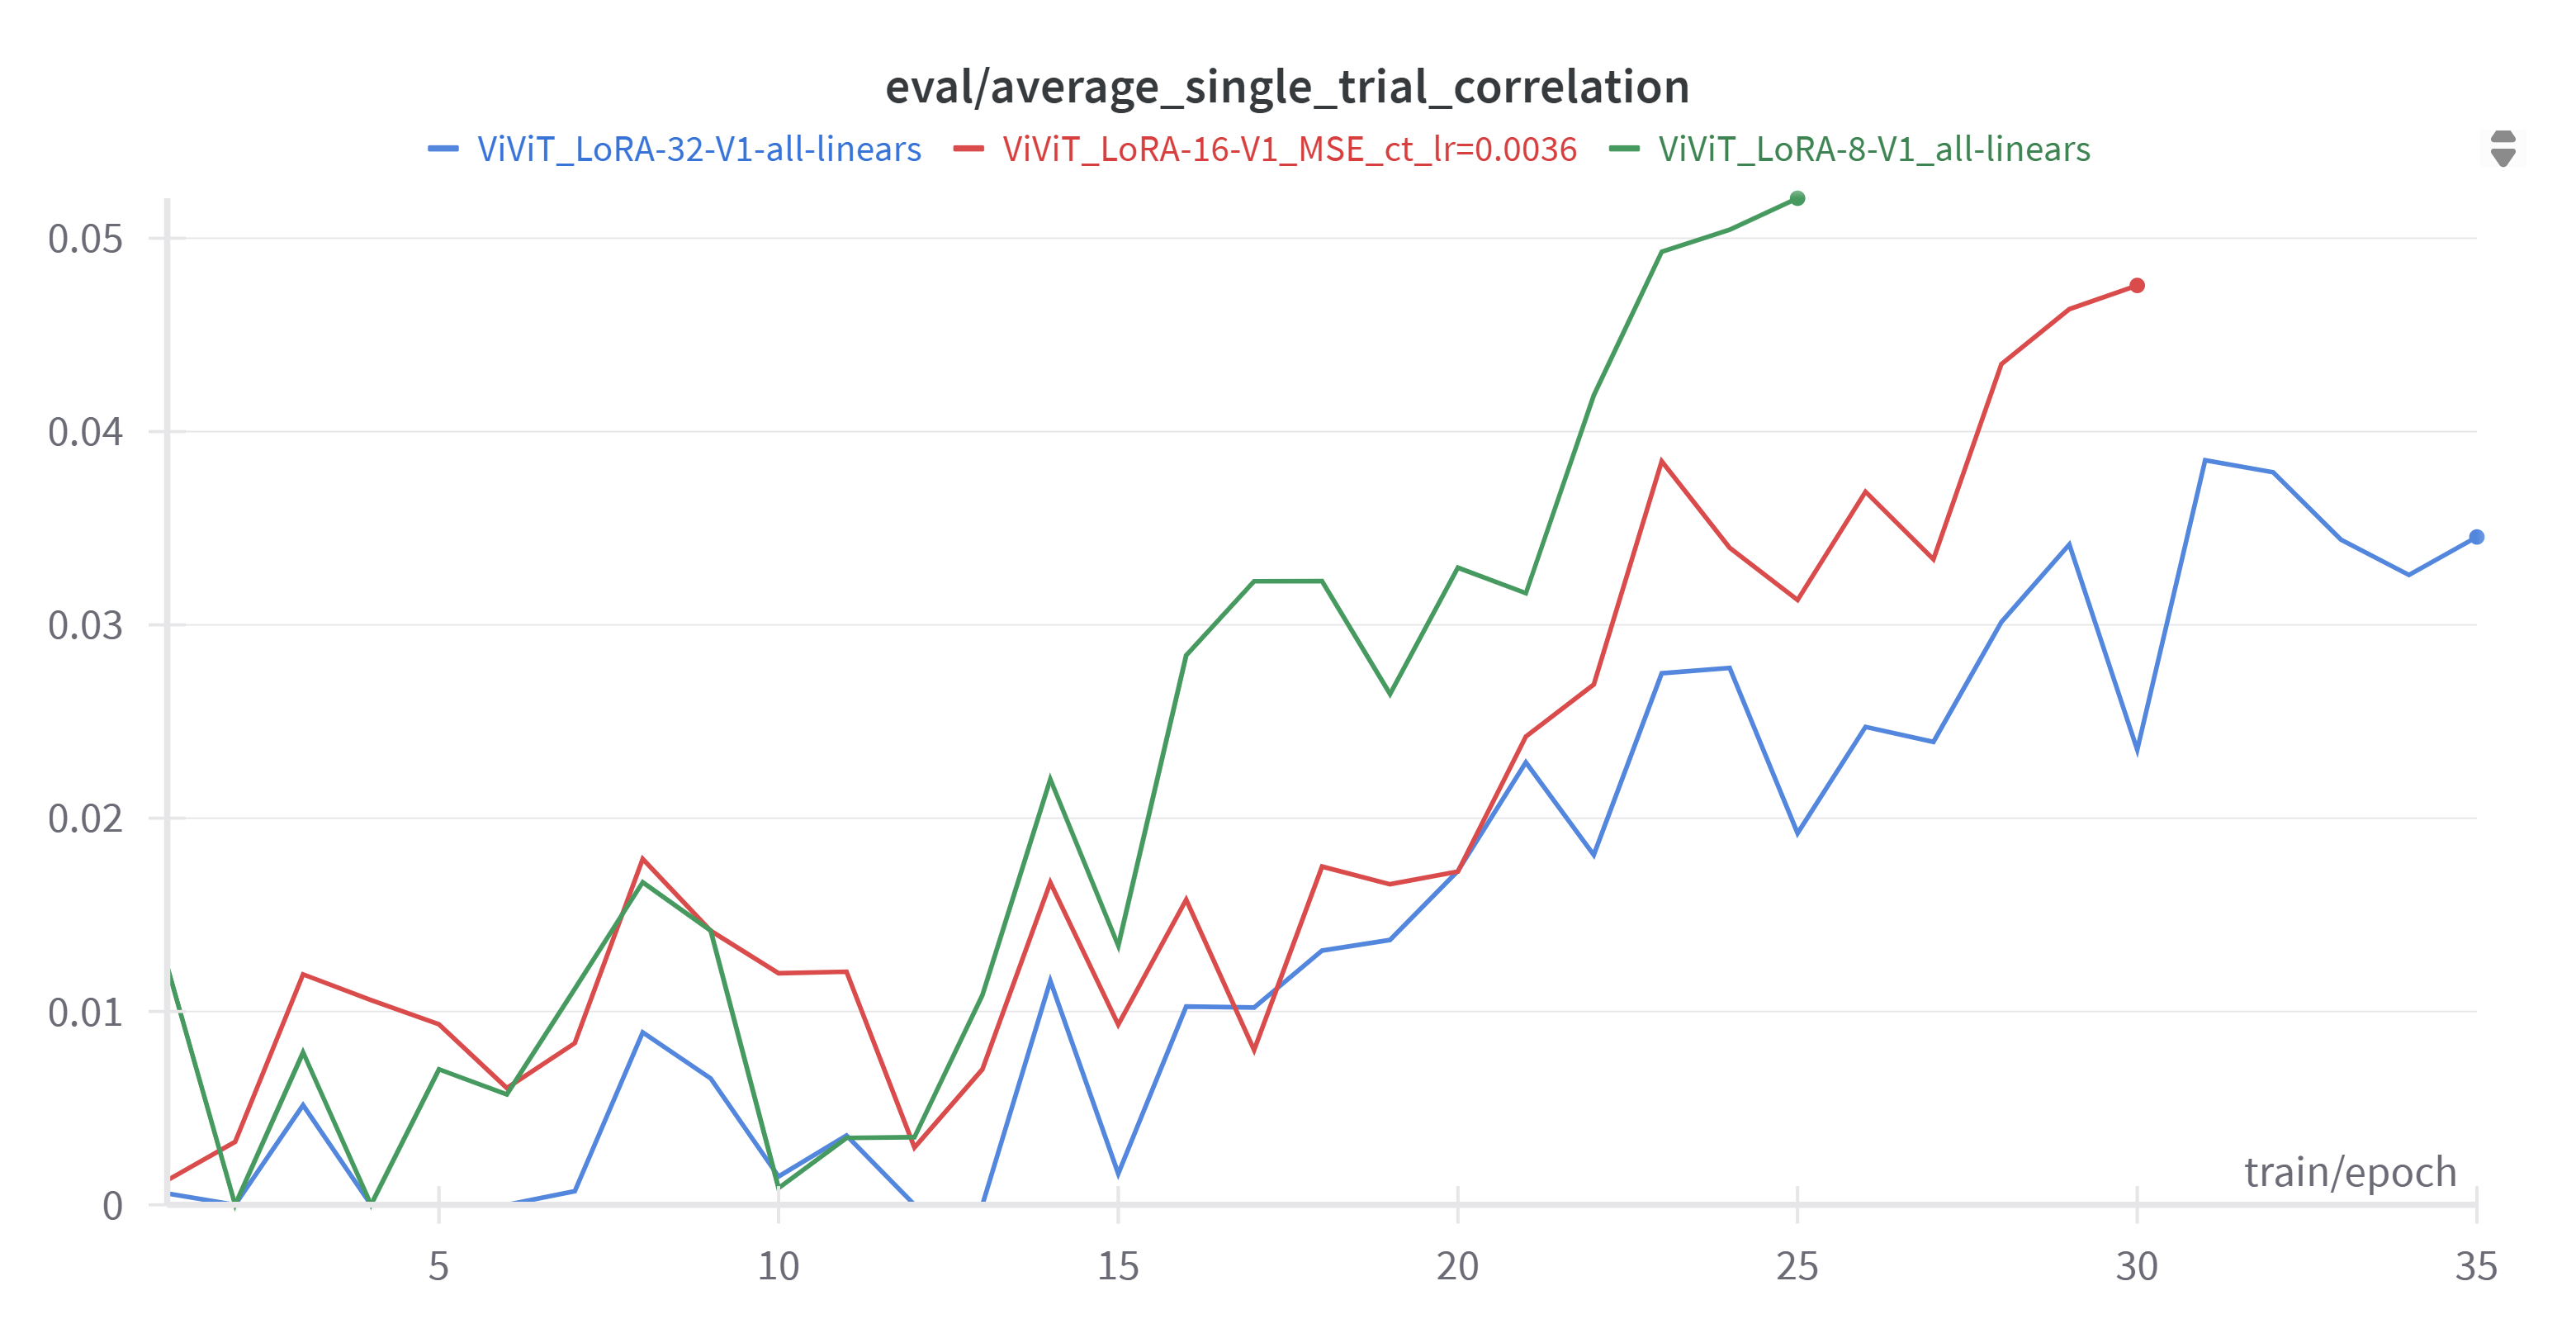 eval/average_single_trial_correlation
ViViT_LoRA-32-V1-all-linears ViViT_LoRA-16-V1_MSE_ct_lr=0.0036 ViViT_LoRA-8-V1_all-linears
0.05
0.04
0.03
0.02
0.01
0
train/epoch
5 10 15 20 25 30 35